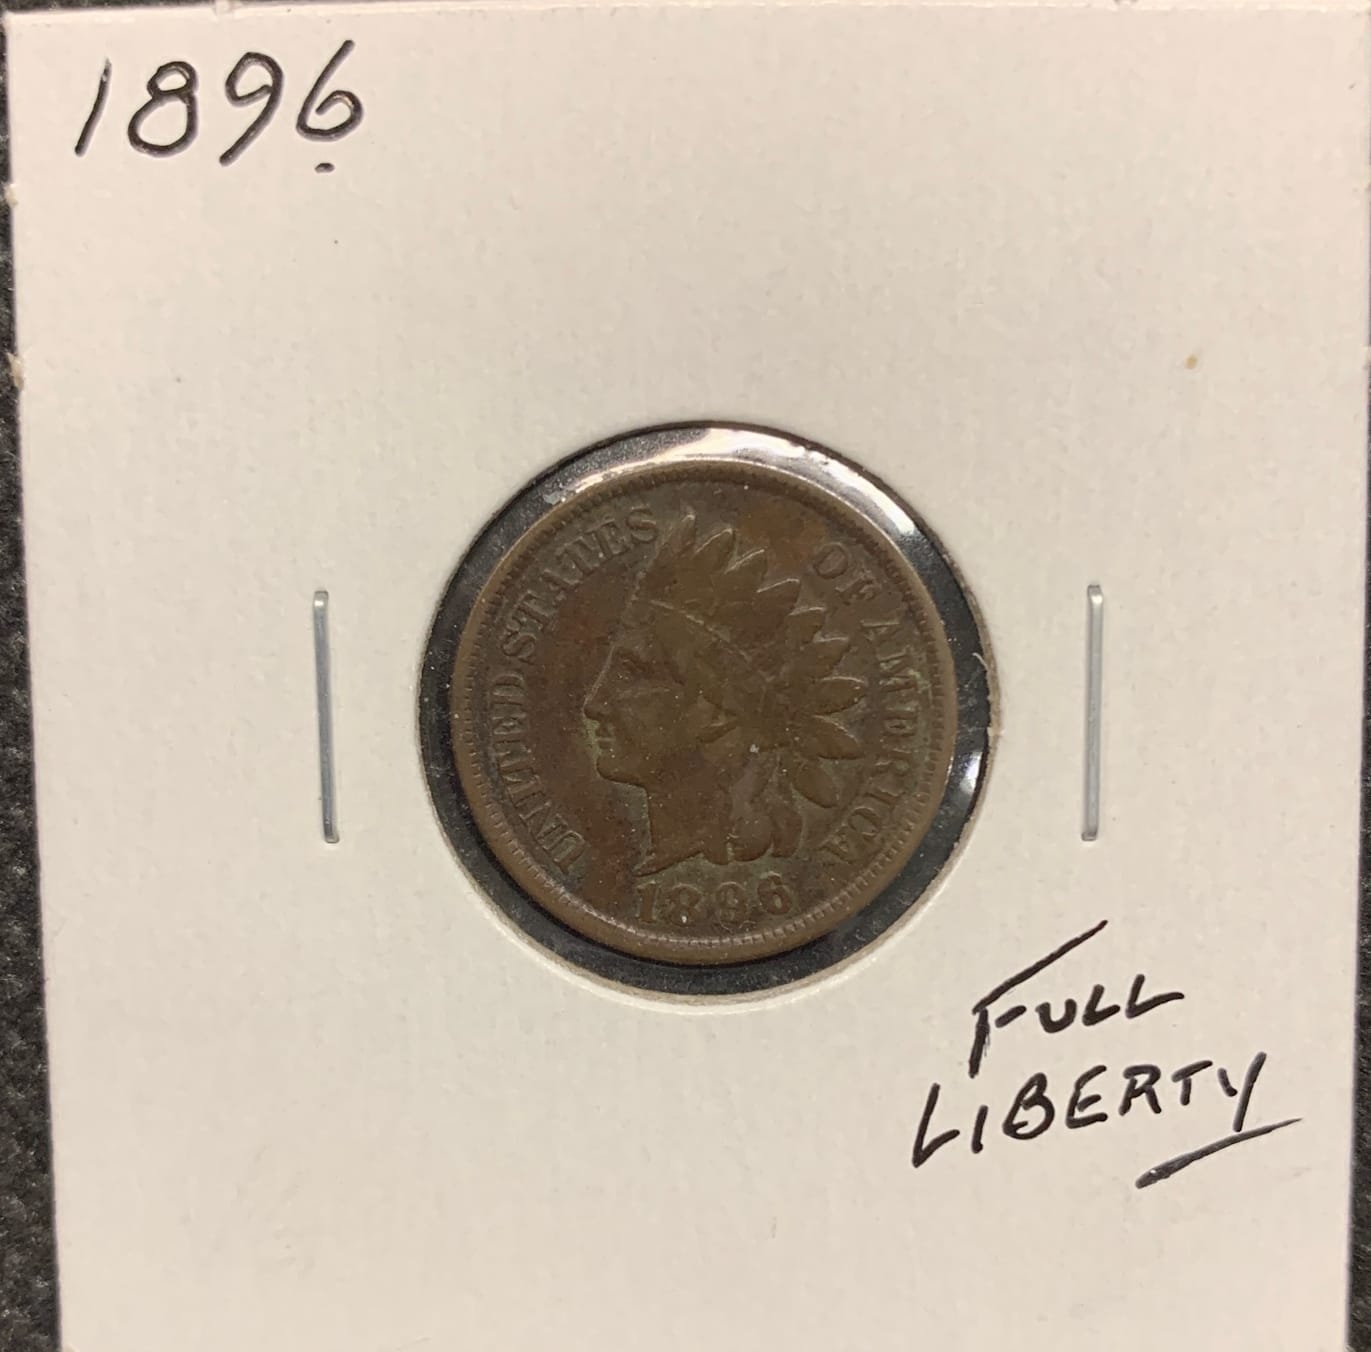 1896
UNITED STATES OF AMERICA
1896
FULL
LIBERTY